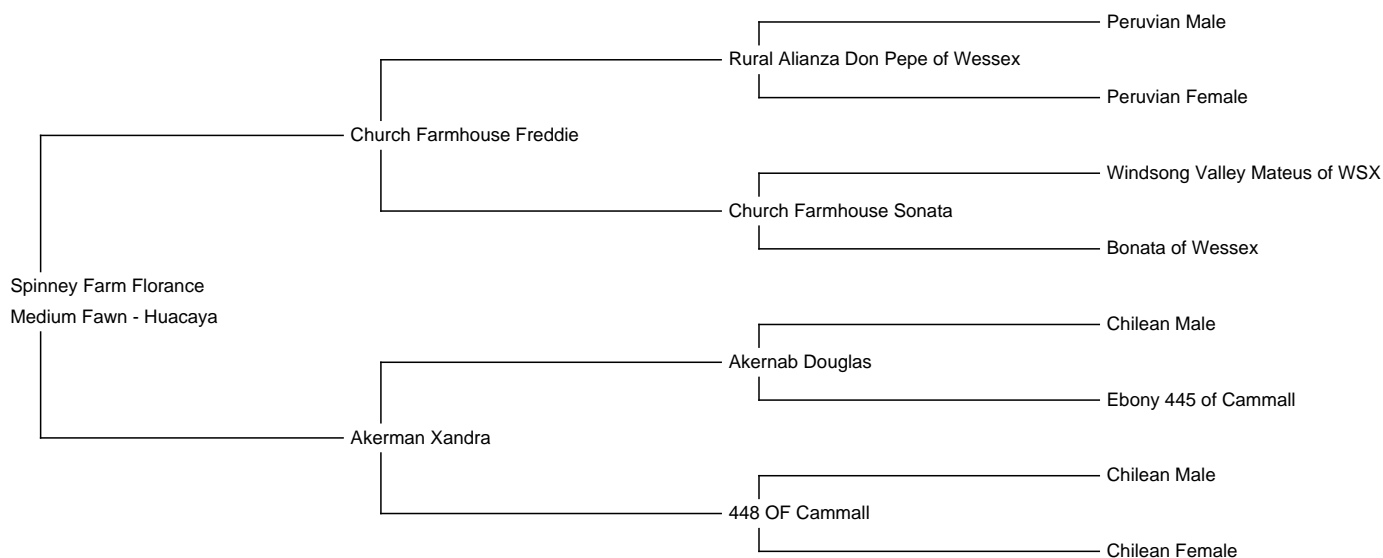 Peruvian Male
Rural Alianza Don Pepe of Wessex
Peruvian Female
Church Farmhouse Freddie
Windsong Valley Mateus of WSX
Church Farmhouse Sonata
Bonata of Wessex
Spinney Farm Florance
Medium Fawn - Huacaya
Chilean Male
Akernab Douglas
Ebony 445 of Cammall
Akerman Xandra
Chilean Male
448 OF Cammall
Chilean Female